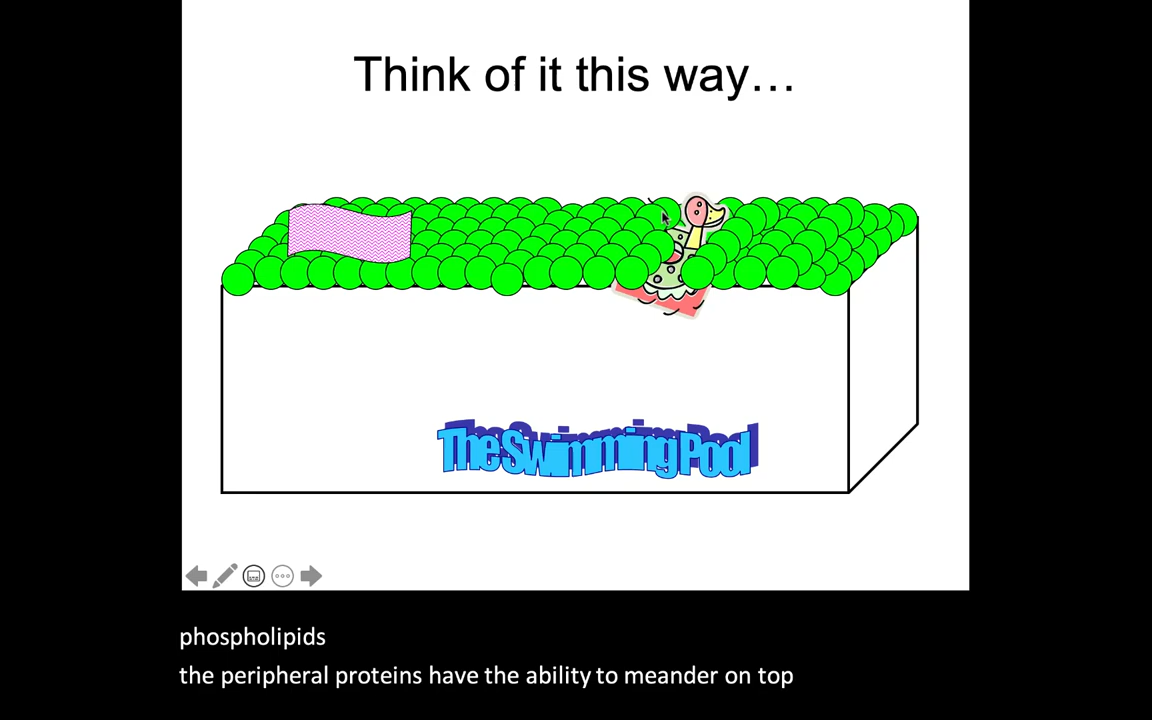 Think of it this way…
The Swimming Pool
phospholipids
the peripheral proteins have the ability to meander on top